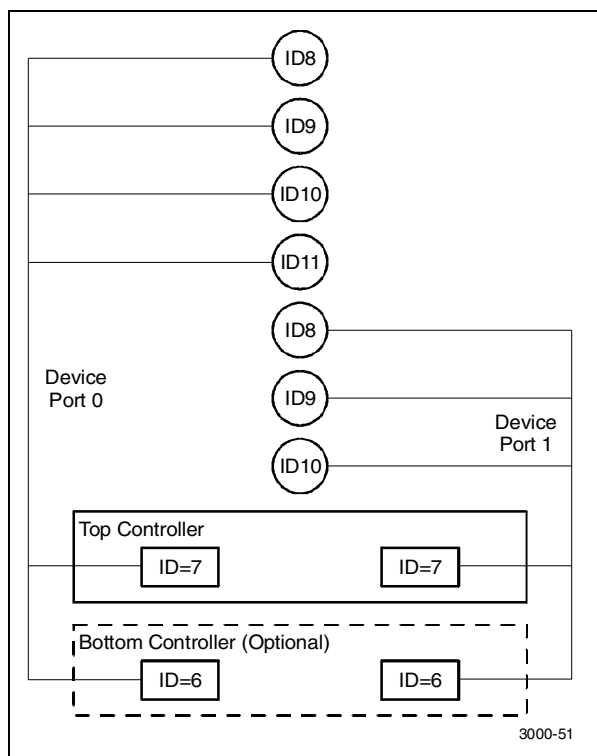 ID8
ID9
ID10
ID11
ID8
Device
Port 0
ID9
Device
Port 1
ID10
Top Controller
ID=7
ID=7
Bottom Controller (Optional)
ID=6
ID=6
3000-51